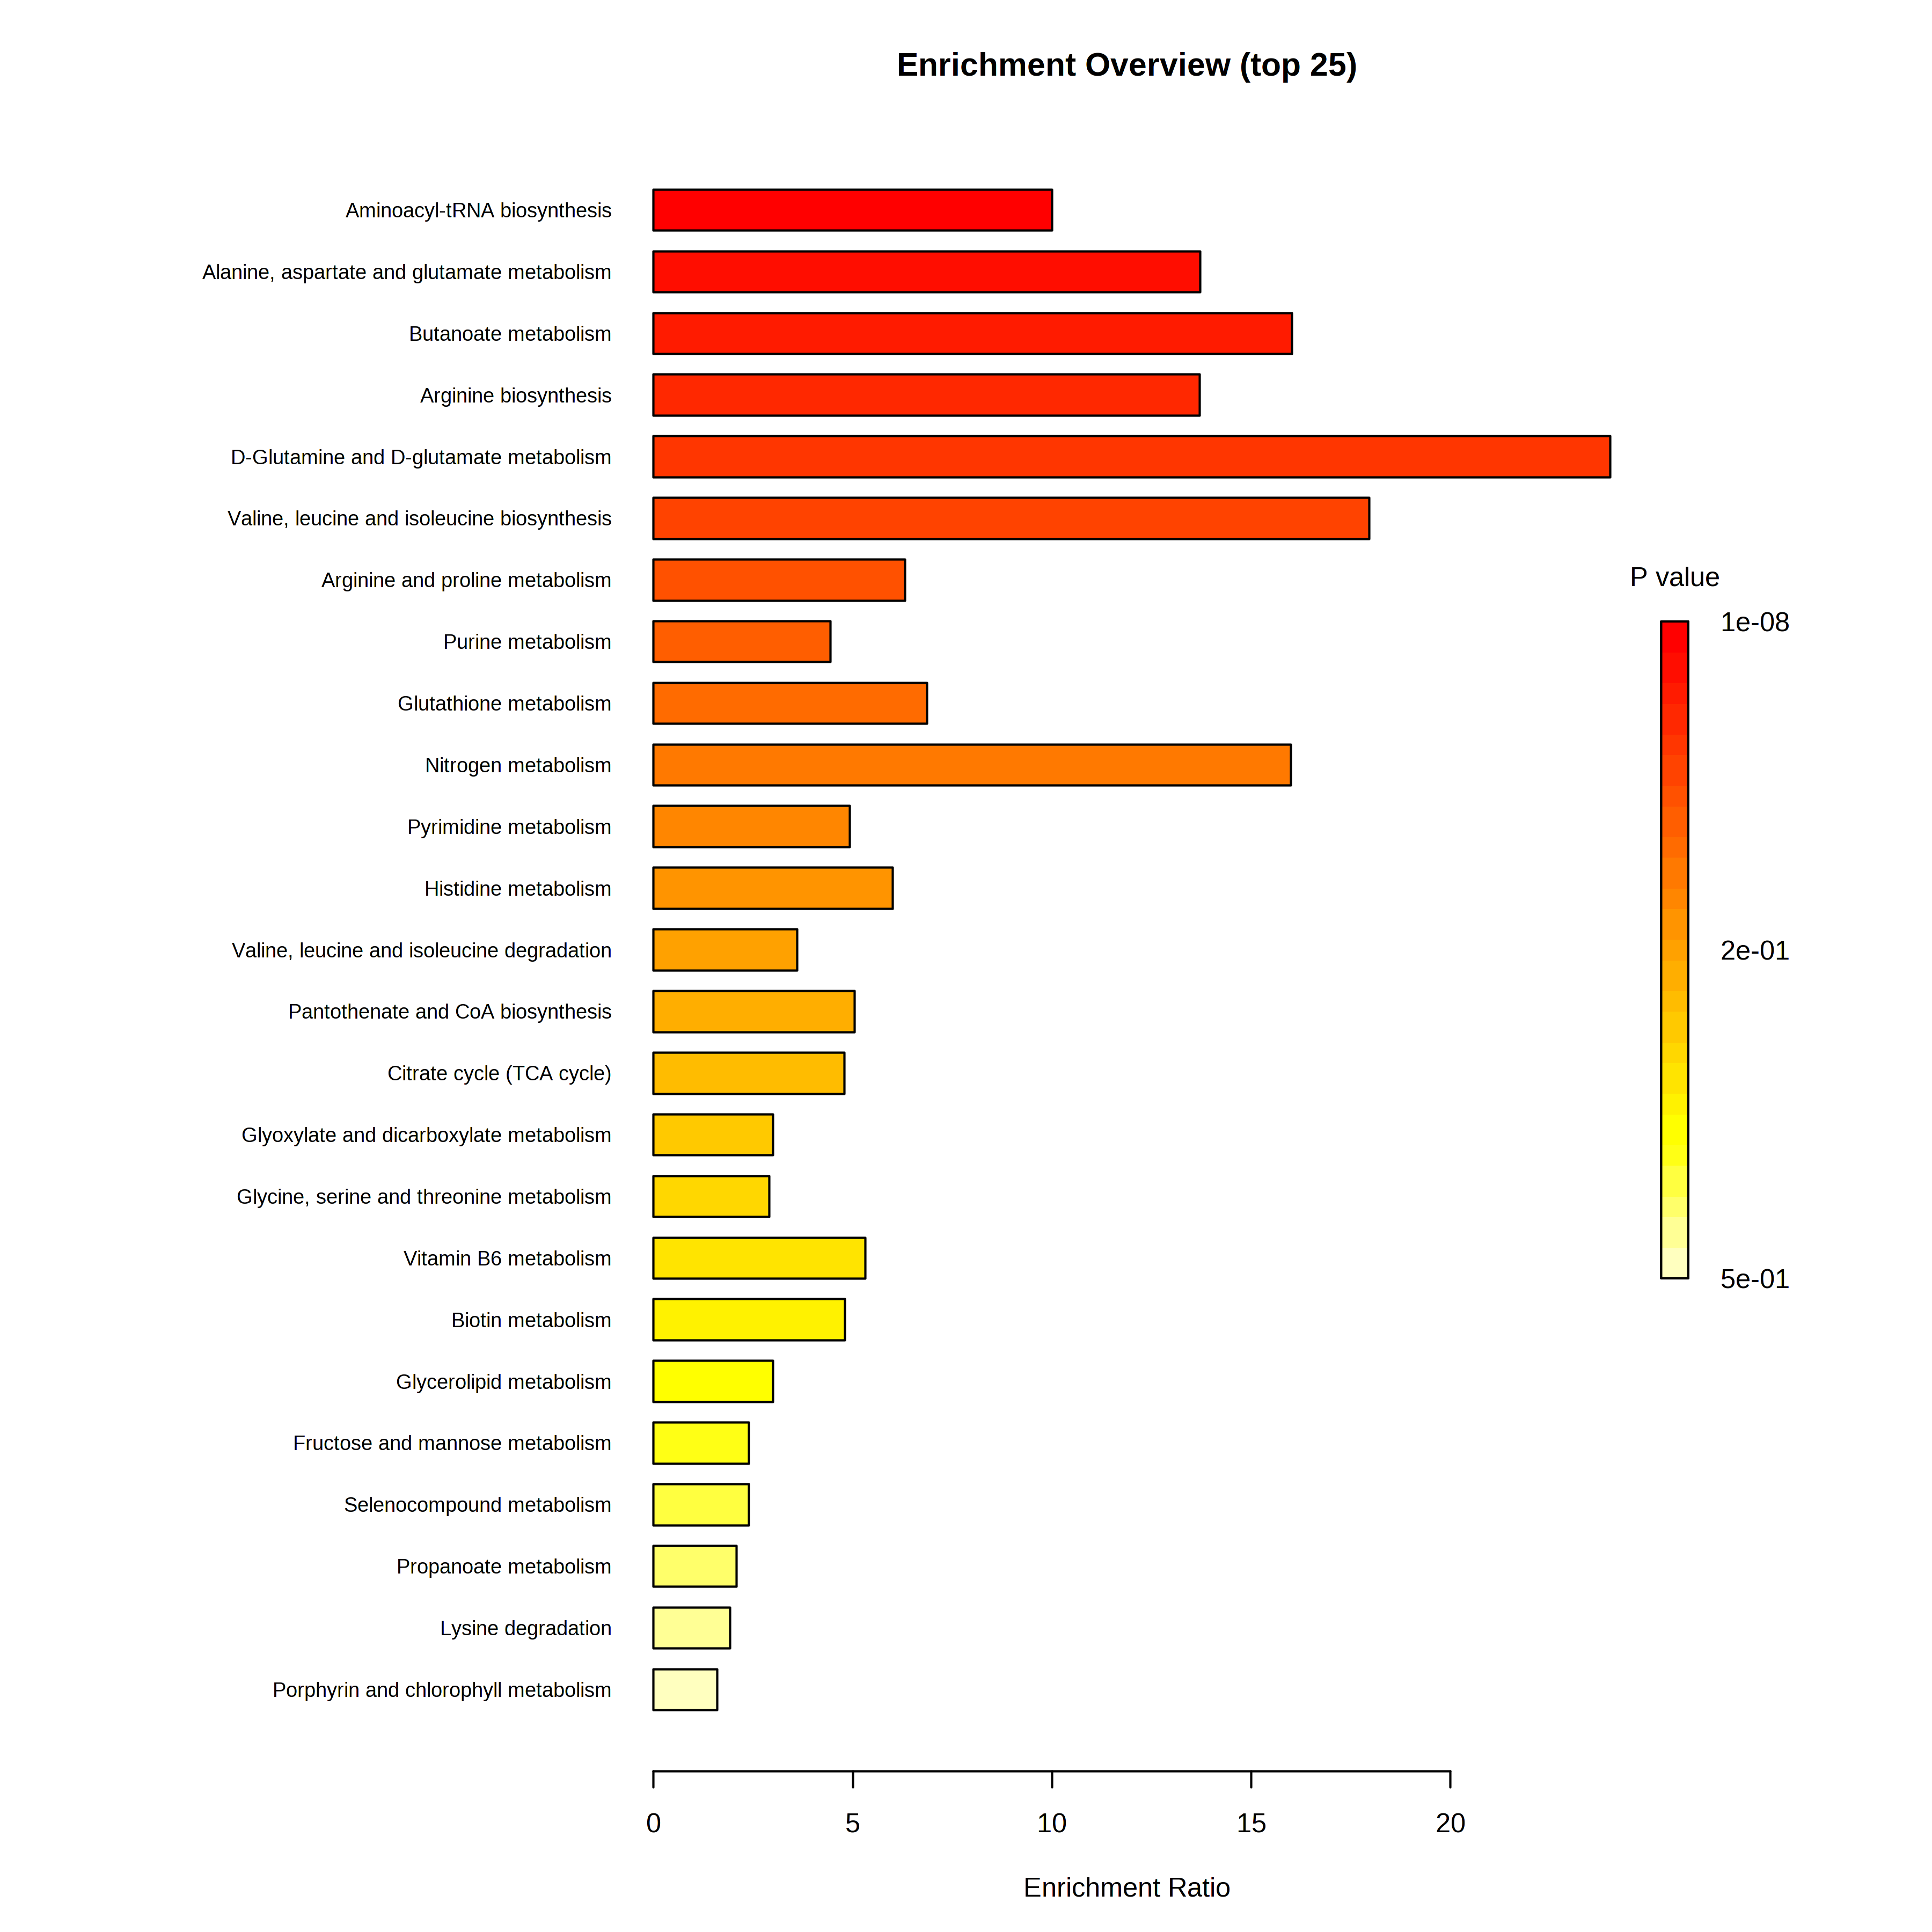 Enrichment Overview (top 25)
Aminoacyl-tRNA biosynthesis
Alanine, aspartate and glutamate metabolism
Butanoate metabolism
Arginine biosynthesis
D-Glutamine and D-glutamate metabolism
Valine, leucine and isoleucine biosynthesis
Arginine and proline metabolism
Purine metabolism
Glutathione metabolism
Nitrogen metabolism
Pyrimidine metabolism
Histidine metabolism
Valine, leucine and isoleucine degradation
Pantothenate and CoA biosynthesis
Citrate cycle (TCA cycle)
Glyoxylate and dicarboxylate metabolism
Glycine, serine and threonine metabolism
Vitamin B6 metabolism
Biotin metabolism
Glycerolipid metabolism
Fructose and mannose metabolism
Selenocompound metabolism
Propanoate metabolism
Lysine degradation
Porphyrin and chlorophyll metabolism
P value
1e-08
2e-01
5e-01
0 5 10 15 20
Enrichment Ratio